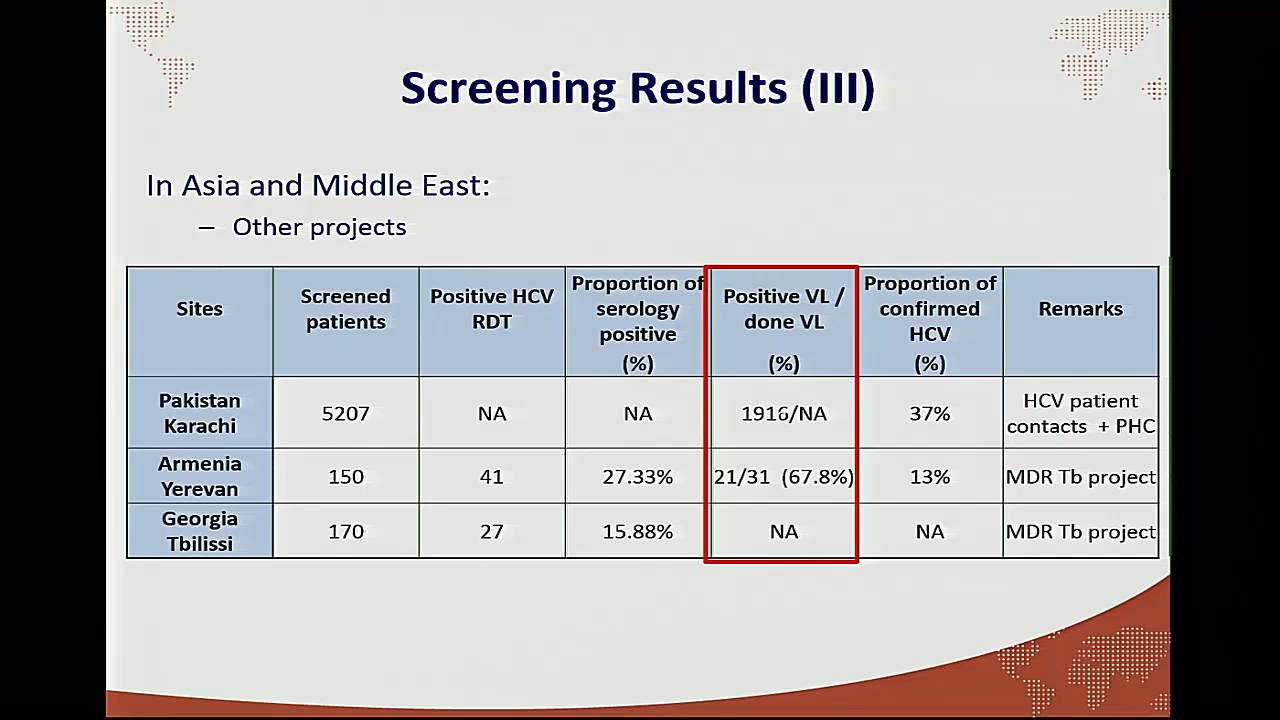 Screening Results (III)
In Asia and Middle East:
– Other projects
Sites
Screened
patients
Positive HCV
RDT
Proportion of
serology
positive
(%)
Positive VL /
done VL
(%)
Proportion of
confirmed
HCV
(%)
Remarks
Pakistan
Karachi
5207
NA
NA
1916/NA
37%
HCV patient
contacts + PHC
Armenia
Yerevan
150
41
27.33%
21/31 (67.8%)
13%
MDR Tb project
Georgia
Tbilissi
170
27
15.88%
NA
NA
MDR Tb project